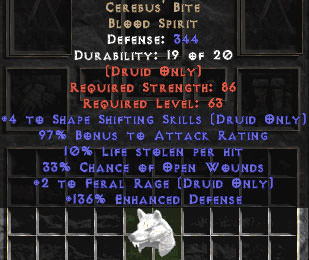 Cerebus' Bite
Blood Spirit
Defense: 344
Durability: 19 of 20
(Druid Only)
Required Strength: 86
Required Level: 63
+4 to Shape Shifting Skills (Druid Only)
97% Bonus to Attack Rating
10% Life stolen per hit
33% Chance of Open Wounds
+2 to Feral Rage (Druid Only)
+136% Enhanced Defense